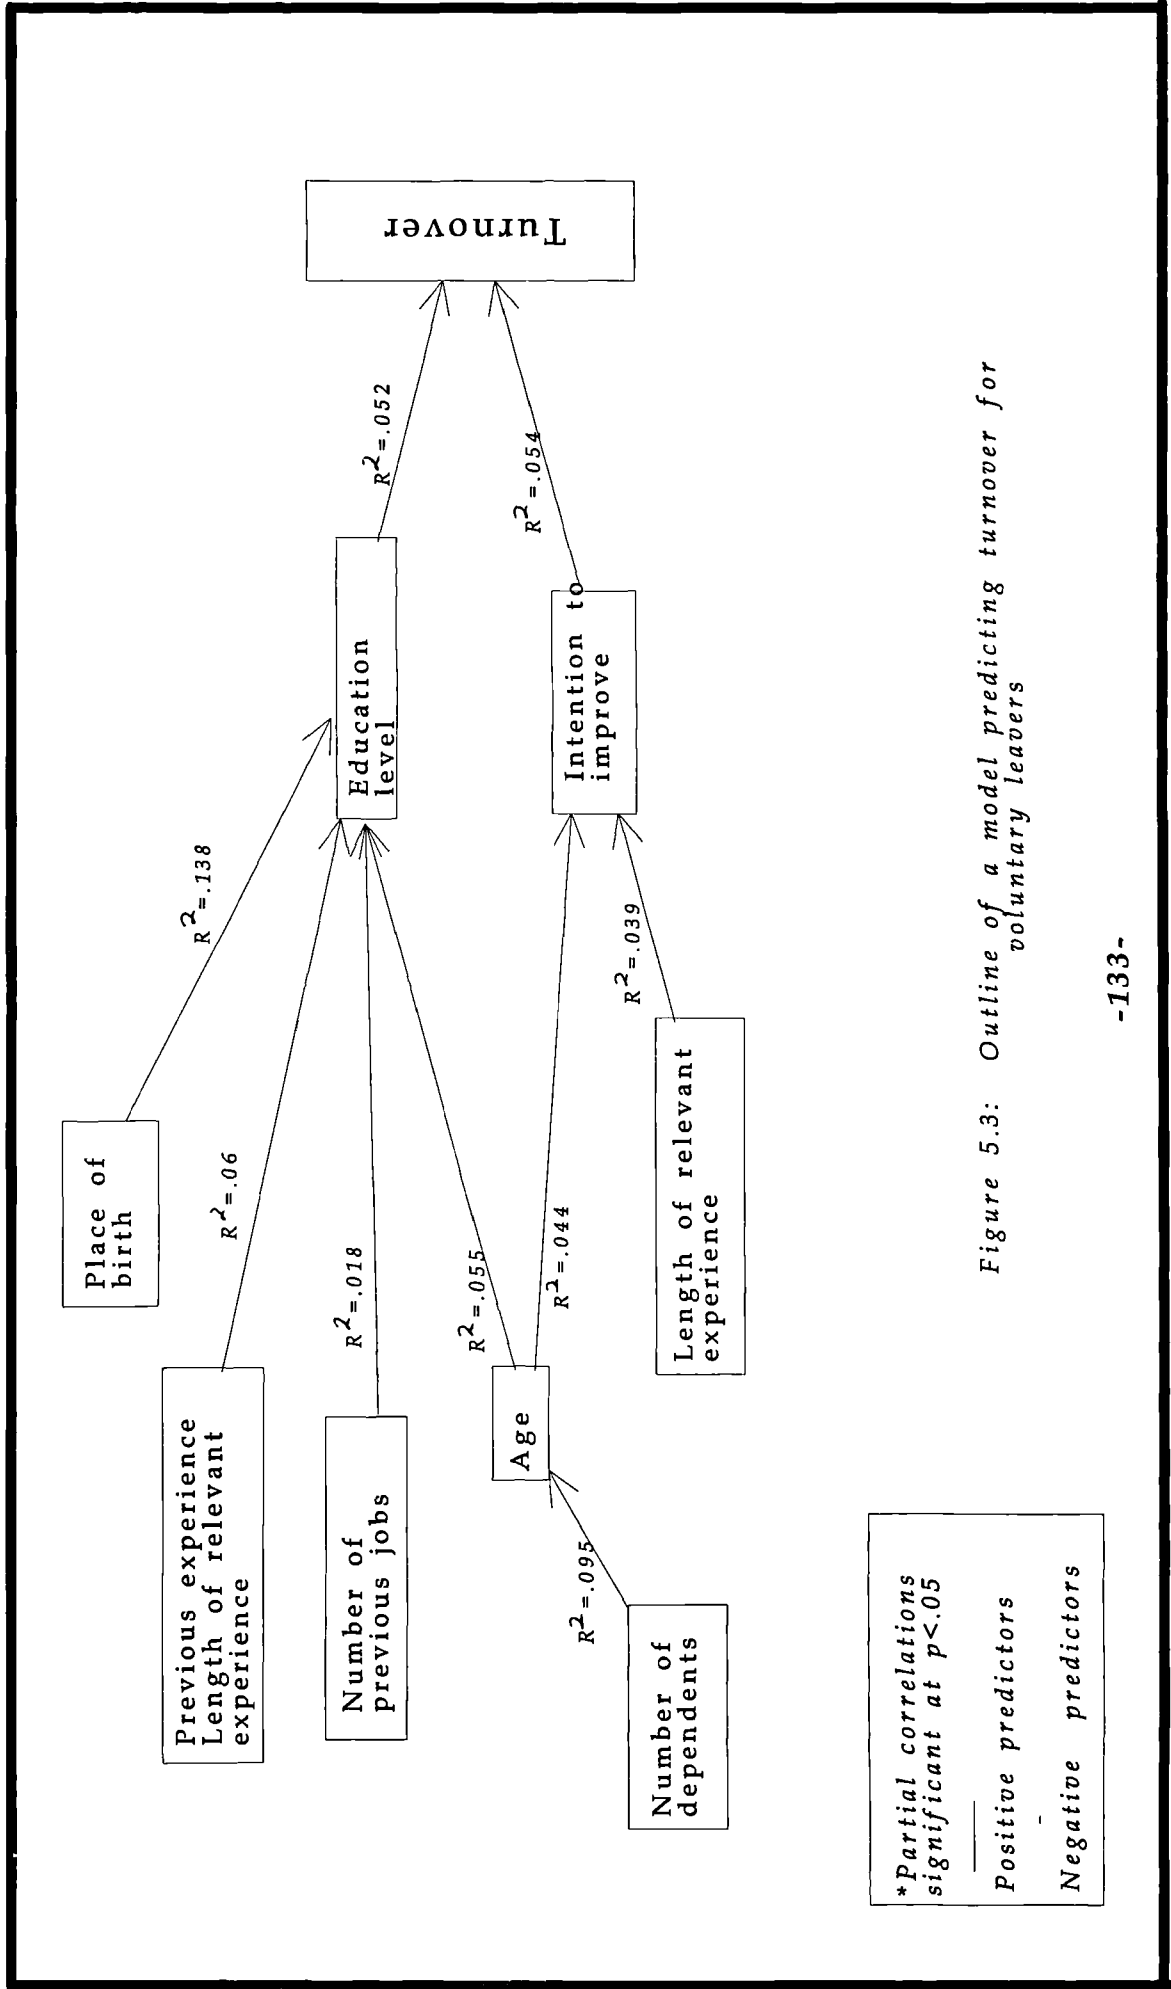 Place of
birth
R²=.138
Previous experience
Length of relevant
experience
R²=.06
Number of
previous jobs
R²=.018
Education
level
R²=.052
Turnover
Age
R²=.055
R²=.044
Intention to
improve
R²=.054
Number of
dependents
R²=.095
Length of relevant
experience
R²=.039
*Partial correlations
significant at p<.05
Positive predictors
Negative predictors
Figure 5.3: Outline of a model predicting turnover for
voluntary leavers
-133-